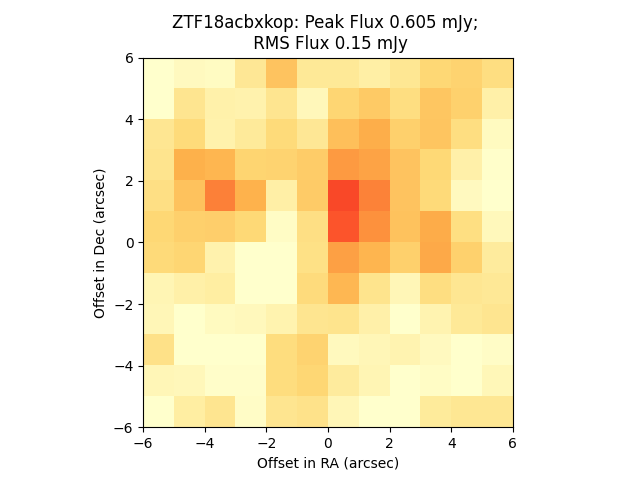 ZTF18acbxkop: Peak Flux 0.605 mJy;
RMS Flux 0.15 mJy
6
4
2
0
−2
−4
−6
Offset in Dec (arcsec)
−6 −4 −2 0 2 4 6
Offset in RA (arcsec)